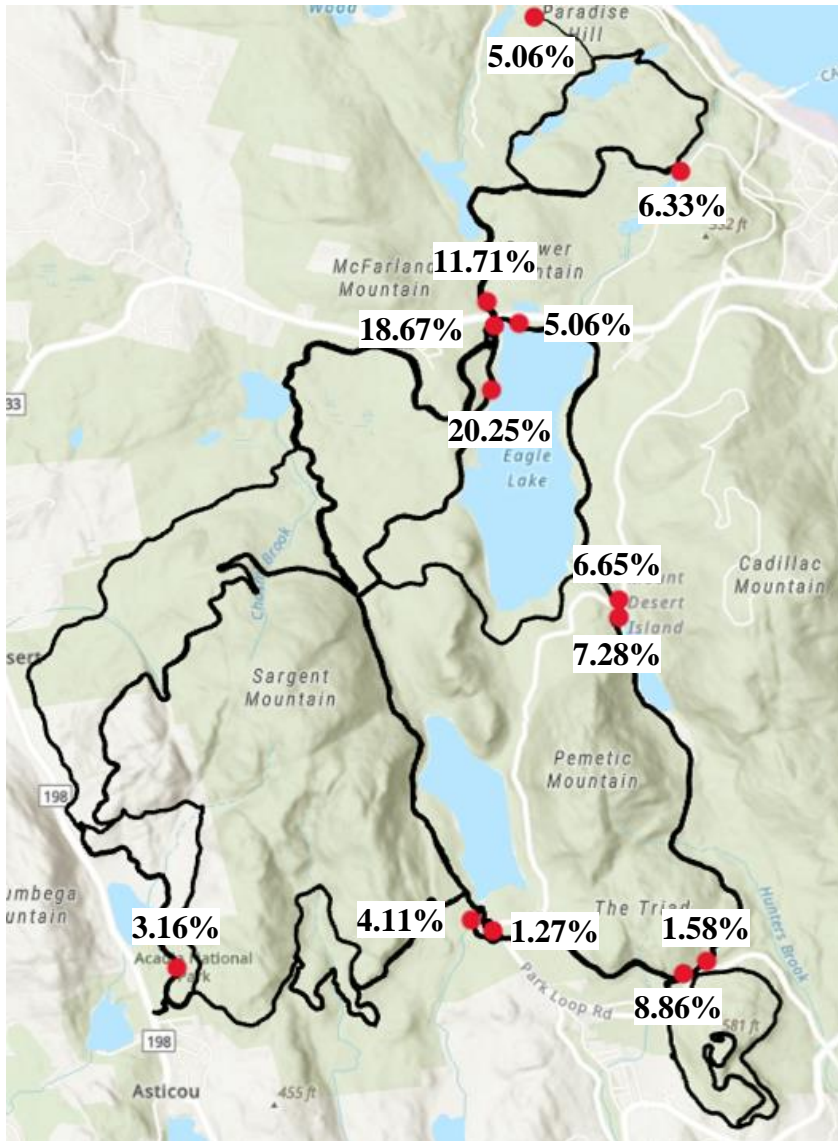 Wood
Paradise
Hill
5.06%
6.33%
532 ft
11.71%
McFarland
Mountain
18.67%
5.06%
33
20.25%
Eagle
Lake
Brook
6.65%
Cadillac
Mountain
Desert
Island
7.28%
Sargent
Mountain
Pemetic
Mountain
198
The Triad
Hunters Brook
4.11%
1.27%
1.58%
3.16%
Acadia National
Park
Park Loop Rd
8.86%
581 ft
198
Asticou
455 ft